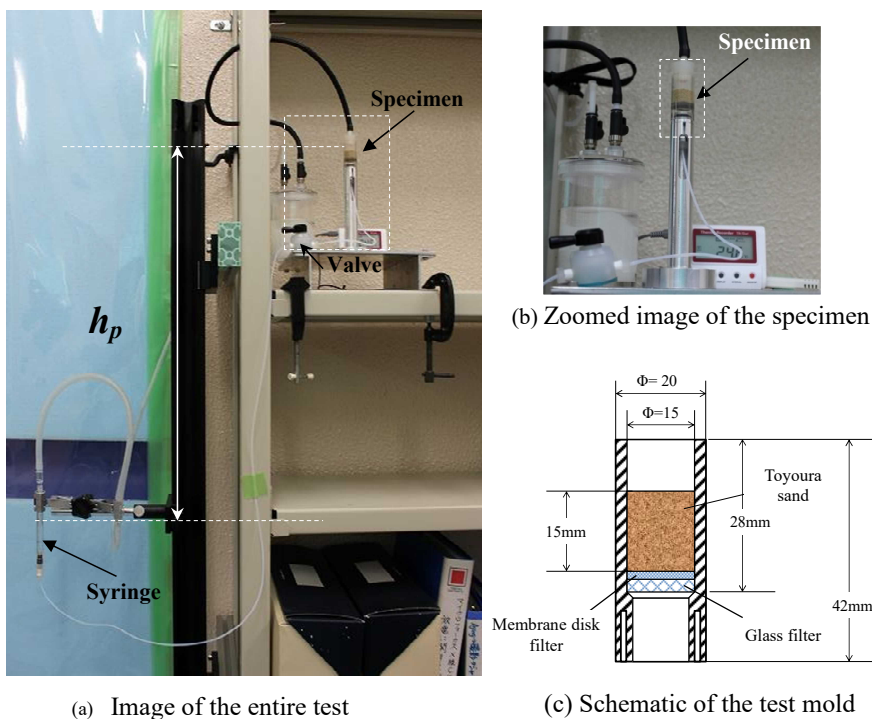 Specimen
Valve
h_p
Syringe
(a) Image of the entire test
Specimen
(b) Zoomed image of the specimen
Φ= 20
Φ=15
Toyoura
sand
15mm
28mm
42mm
Membrane disk
filter
Glass filter
(c) Schematic of the test mold